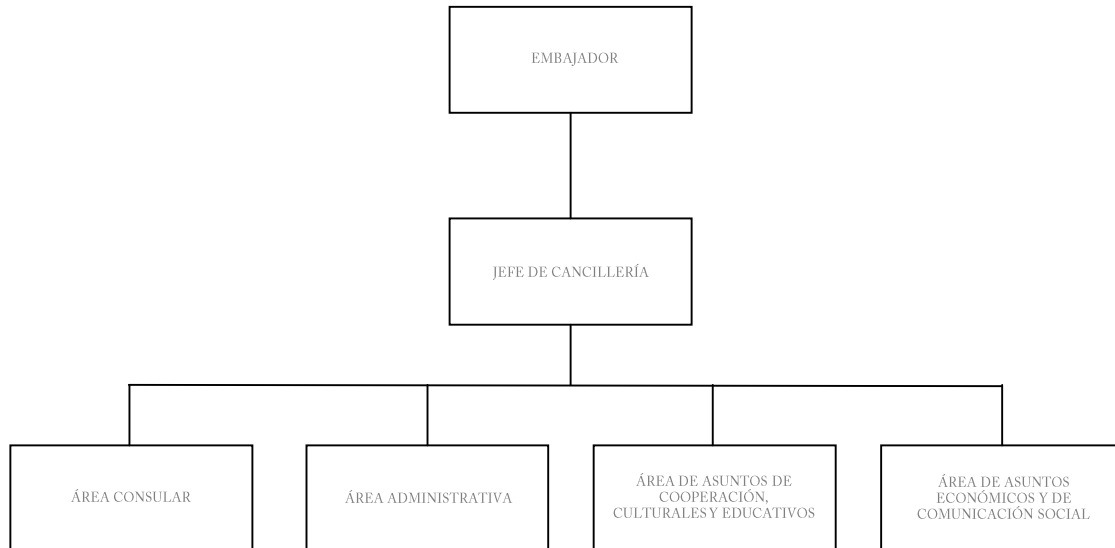 EMBAJADOR
JEFE DE CANCILLERÍA
ÁREA CONSULAR
ÁREA ADMINISTRATIVA
ÁREA DE ASUNTOS DE
COOPERACIÓN,
CULTURALES Y EDUCATIVOS
ÁREA DE ASUNTOS
ECONÓMICOS Y DE
COMUNICACIÓN SOCIAL